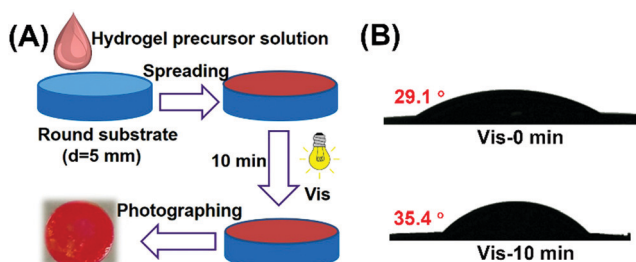 (A)
Hydrogel precursor solution
Spreading
Round substrate
(d=5 mm)
10 min
Vis
Photographing
(B)
29.1 °
Vis-0 min
35.4 °
Vis-10 min